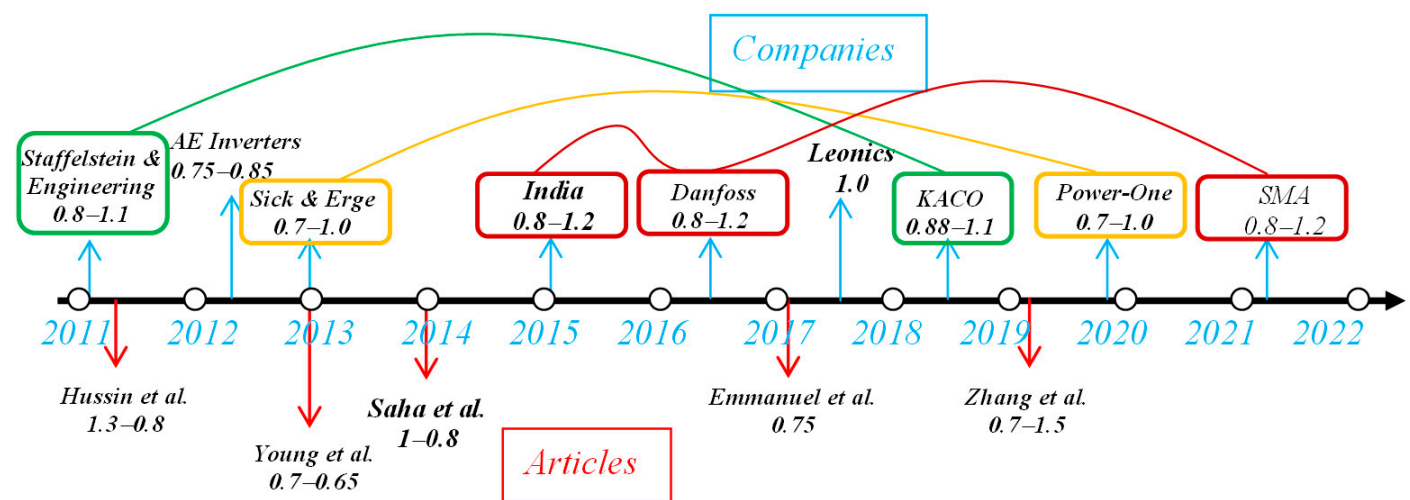 Companies
Staffelstein &
Engineering
0.8–1.1
AE Inverters
0.75–0.85
Sick & Erge
0.7–1.0
India
0.8–1.2
Danfoss
0.8–1.2
Leonics
1.0
KACO
0.88–1.1
Power-One
0.7–1.0
SMA
0.8–1.2
2011 2012 2013 2014 2015 2016 2017 2018 2019 2020 2021 2022
Hussin et al.
1.3–0.8
Young et al.
0.7–0.65
Saha et al.
1–0.8
Emmanuel et al.
0.75
Zhang et al.
0.7–1.5
Articles